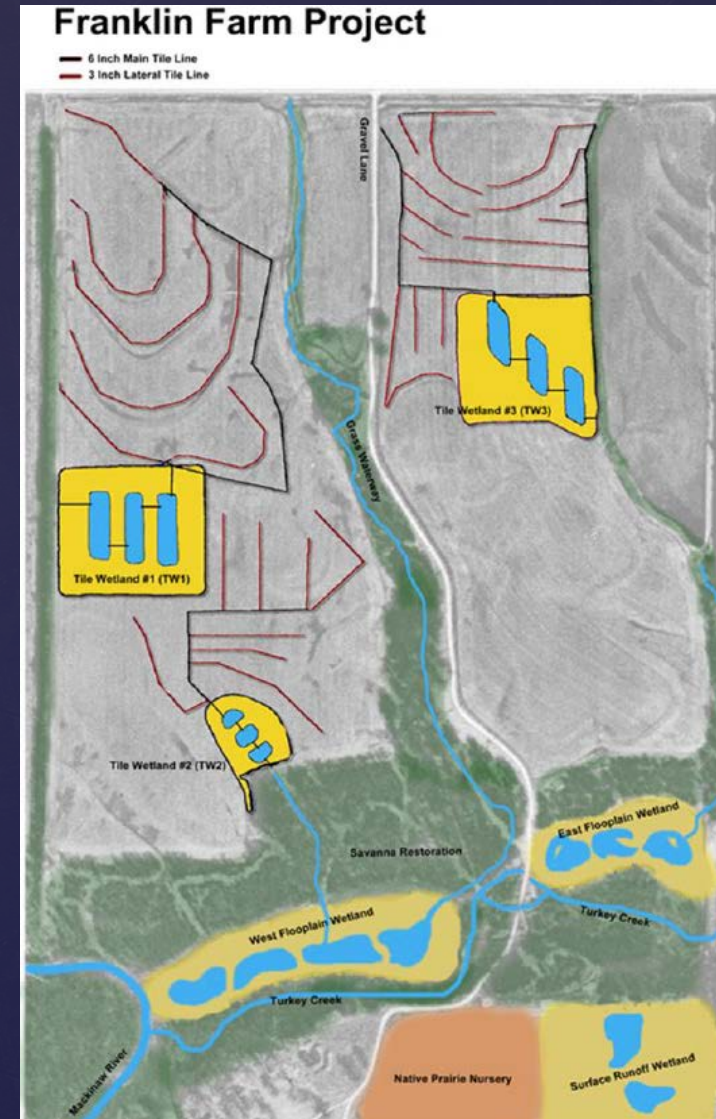 Franklin Farm Project
6 Inch Main Tile Line
3 Inch Lateral Tile Line
Gravel Lane
Grass Waterway
Tile Wetland #3 (TW3)
Tile Wetland #1 (TW1)
Tile Wetland #2 (TW2)
East Flooplain Wetland
Savanna Restoration
Turkey Creek
West Flooplain Wetland
Turkey Creek
Mackinaw River
Native Prairie Nursery
Surface Runoff Wetland